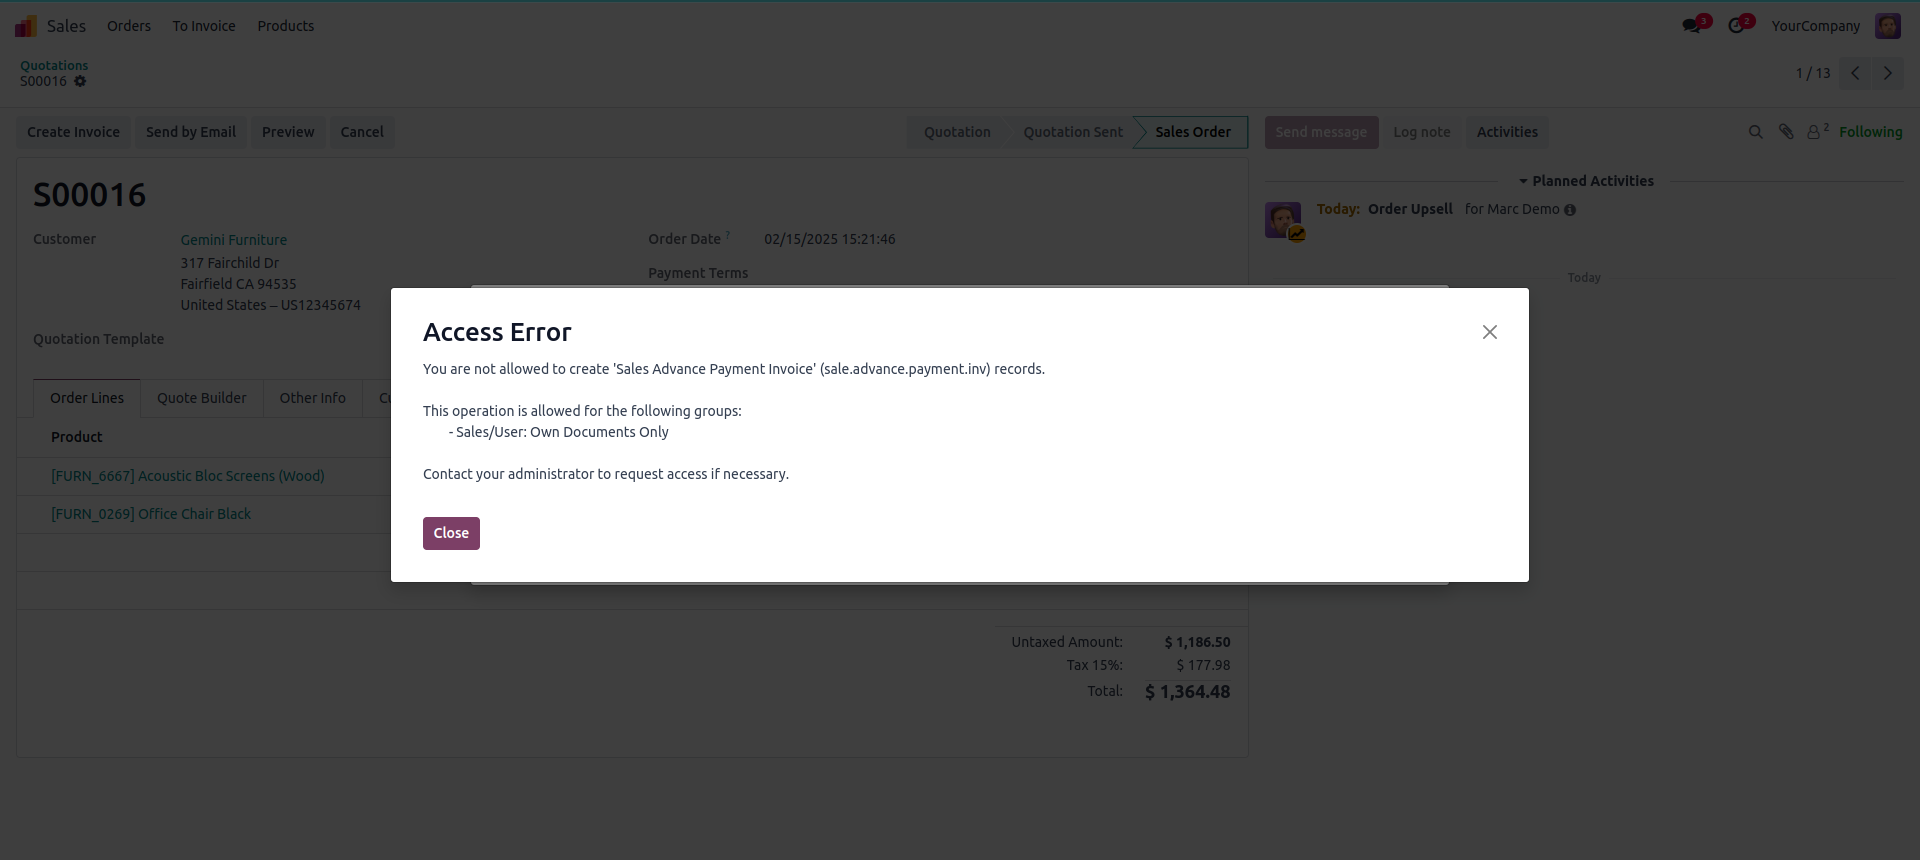 Sales
Orders
To Invoice
Products
3
2
YourCompany
Quotations
S00016
1 / 13
Create Invoice
Send by Email
Preview
Cancel
Quotation
Quotation Sent
Sales Order
Send message
Log note
Activities
2
Following
S00016
Planned Activities
Today: Order Upsell for Marc Demo
Customer
Gemini Furniture
317 Fairchild Dr
Fairfield CA 94535
United States – US12345674
Order Date ?
02/15/2025 15:21:46
Payment Terms
Today
Quotation Template
Access Error
You are not allowed to create 'Sales Advance Payment Invoice' (sale.advance.payment.inv) records.
This operation is allowed for the following groups:
- Sales/User: Own Documents Only
Contact your administrator to request access if necessary.
Close
Order Lines
Quote Builder
Other Info
Product
[FURN_6667] Acoustic Bloc Screens (Wood)
[FURN_0269] Office Chair Black
Untaxed Amount: $ 1,186.50
Tax 15%: $ 177.98
Total: $ 1,364.48